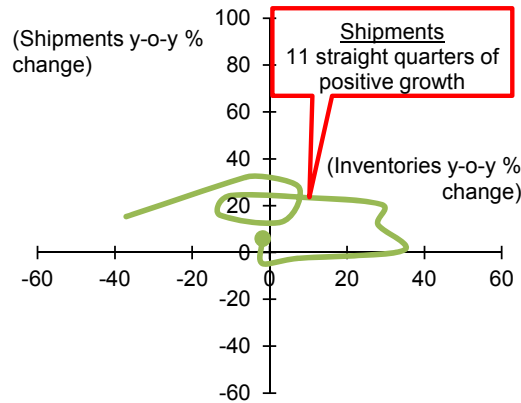 100
(Shipments y-o-y %
change)
Shipments
11 straight quarters of
positive growth
80
60
40
(Inventories y-o-y %
change)
20
0
-60
-40
-20
0
20
40
60
-20
-40
-60